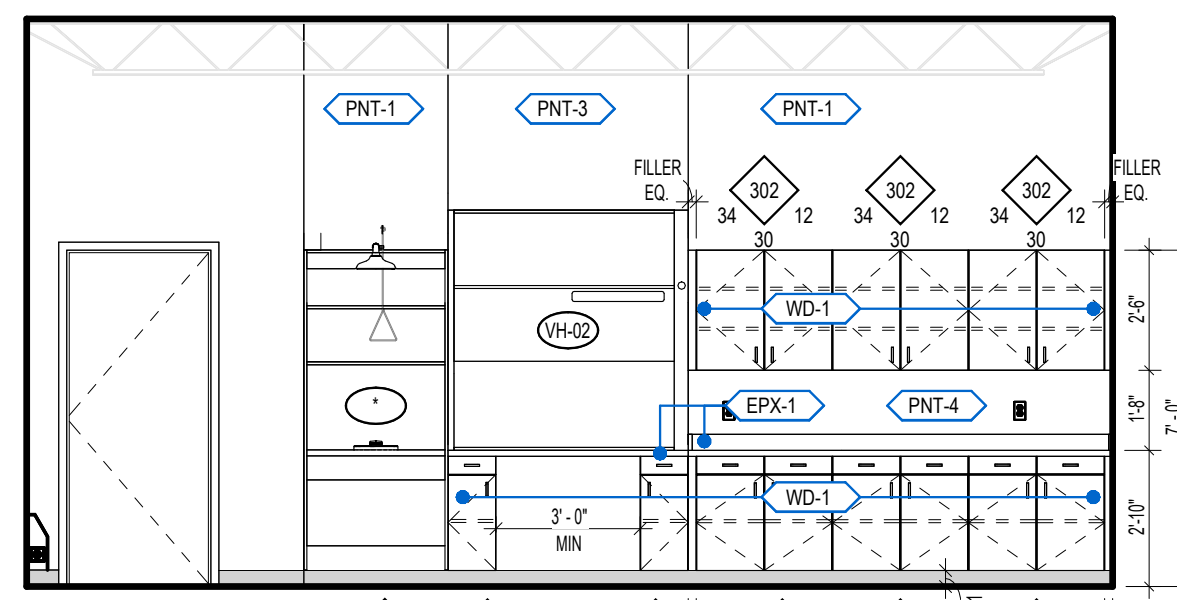 PNT-1
PNT-3
PNT-1
FILLER
EQ.
FILLER
EQ.
302
302
302
34
12
34
12
34
12
30
30
30
WD-1
VH-02
2'-6"
*
EPX-1
PNT-4
1'-8"
7' - 0"
WD-1
3' - 0"
MIN
2'-10"